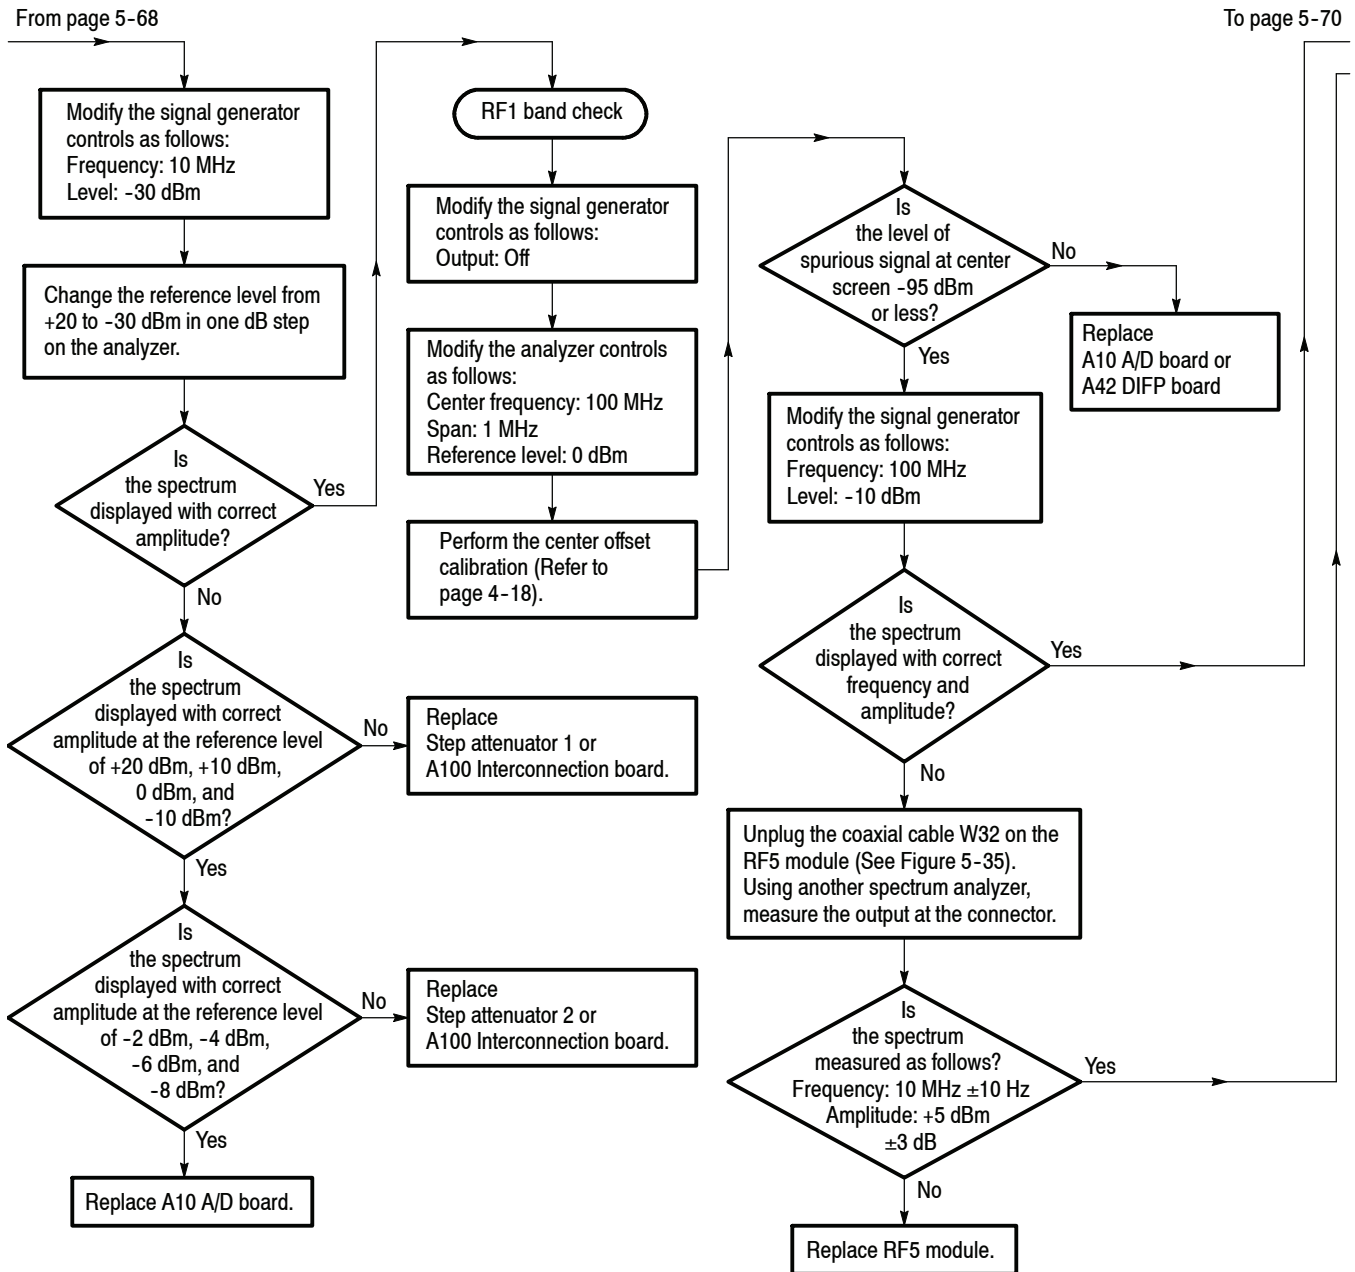 From page 5-68
To page 5-70
Modify the signal generator
controls as follows:
Frequency: 10 MHz
Level: -30 dBm
Change the reference level from
+20 to -30 dBm in one dB step
on the analyzer.
Is
the spectrum
displayed with correct
amplitude?
Yes
No
Is
the spectrum
displayed with correct
amplitude at the reference level
of +20 dBm, +10 dBm,
0 dBm, and
-10 dBm?
No
Replace
Step attenuator 1 or
A100 Interconnection board.
Yes
Is
the spectrum
displayed with correct
amplitude at the reference level
of -2 dBm, -4 dBm,
-6 dBm, and
-8 dBm?
No
Replace
Step attenuator 2 or
A100 Interconnection board.
Yes
Replace A10 A/D board.
RF1 band check
Modify the signal generator
controls as follows:
Output: Off
Modify the analyzer controls
as follows:
Center frequency: 100 MHz
Span: 1 MHz
Reference level: 0 dBm
Perform the center offset
calibration (Refer to
page 4-18).
Is
the level of
spurious signal at center
screen -95 dBm
or less?
No
Replace
A10 A/D board or
A42 DIFP board
Yes
Modify the signal generator
controls as follows:
Frequency: 100 MHz
Level: -10 dBm
Is
the spectrum
displayed with correct
frequency and
amplitude?
Yes
No
Unplug the coaxial cable W32 on the
RF5 module (See Figure 5-35).
Using another spectrum analyzer,
measure the output at the connector.
Is
the spectrum
measured as follows?
Frequency: 10 MHz ±10 Hz
Amplitude: +5 dBm
±3 dB
Yes
No
Replace RF5 module.